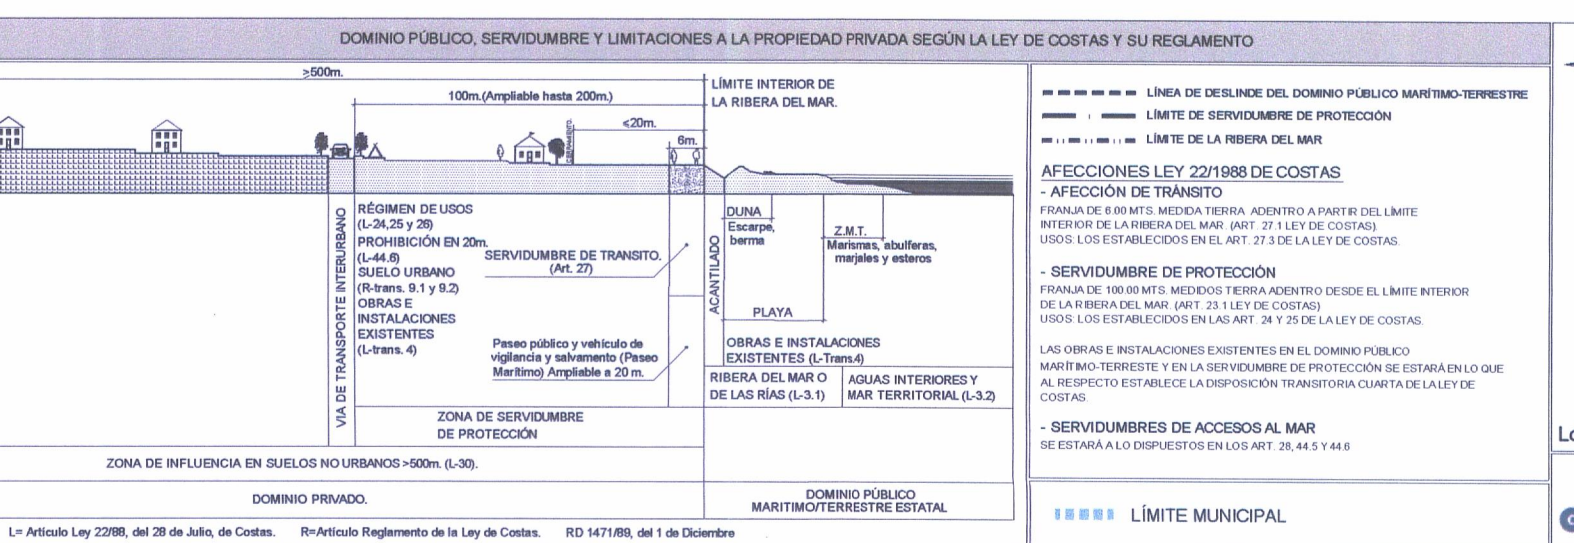 DOMINIO PÚBLICO, SERVIDUMBRE Y LIMITACIONES A LA PROPIEDAD PRIVADA SEGÚN LA LEY DE COSTAS Y SU REGLAMENTO
≥500m.
LÍMITE INTERIOR DE
LA RIBERA DEL MAR.
100m.(Ampliable hasta 200m.)
≤20m.
6m.
CERRAMIENTO.
VIA DE TRANSPORTE INTERURBANO
RÉGIMEN DE USOS
(L-24,25 y 26)
PROHIBICIÓN EN 20m.
(L-44.6)
SUELO URBANO
(R-trans. 9.1 y 9.2)
OBRAS E
INSTALACIONES
EXISTENTES
(L-trans. 4)
SERVIDUMBRE DE TRANSITO.
(Art. 27)
Paseo público y vehículo de
vigilancia y salvamento (Paseo
Marítimo) Ampliable a 20 m.
ACANTILADO
DUNA
Escarpe,
berma
Z.M.T.
Marismas, abulferas,
marjales y esteros
PLAYA
OBRAS E INSTALACIONES
EXISTENTES (L-Trans.4)
RIBERA DEL MAR O
DE LAS RÍAS (L-3.1)
AGUAS INTERIORES Y
MAR TERRITORIAL (L-3.2)
ZONA DE SERVIDUMBRE
DE PROTECCIÓN
ZONA DE INFLUENCIA EN SUELOS NO URBANOS >500m. (L-30).
DOMINIO PRIVADO.
DOMINIO PÚBLICO
MARITIMO/TERRESTRE ESTATAL
L= Artículo Ley 22/88, del 28 de Julio, de Costas. R=Artículo Reglamento de la Ley de Costas. RD 1471/89, del 1 de Diciembre
LÍNEA DE DESLINDE DEL DOMINIO PÚBLICO MARÍTIMO-TERRESTRE
LÍMITE DE SERVIDUMBRE DE PROTECCIÓN
LÍMITE DE LA RIBERA DEL MAR
AFECCIONES LEY 22/1988 DE COSTAS
- AFECCIÓN DE TRÁNSITO
FRANJA DE 6.00 MTS. MEDIDA TIERRA ADENTRO A PARTIR DEL LÍMITE
INTERIOR DE LA RIBERA DEL MAR. (ART. 27.1 LEY DE COSTAS).
USOS: LOS ESTABLECIDOS EN EL ART. 27.3 DE LA LEY DE COSTAS.
- SERVIDUMBRE DE PROTECCIÓN
FRANJA DE 100.00 MTS. MEDIDOS TIERRA ADENTRO DESDE EL LÍMITE INTERIOR
DE LA RIBERA DEL MAR. (ART. 23.1 LEY DE COSTAS)
USOS: LOS ESTABLECIDOS EN LAS ART. 24 Y 25 DE LA LEY DE COSTAS.
LAS OBRAS E INSTALACIONES EXISTENTES EN EL DOMINIO PÚBLICO
MARÍTIMO-TERRESTE Y EN LA SERVIDUMBRE DE PROTECCIÓN SE ESTARÁ EN LO QUE
AL RESPECTO ESTABLECE LA DISPOSICIÓN TRANSITORIA CUARTA DE LA LEY DE
COSTAS.
- SERVIDUMBRES DE ACCESOS AL MAR
SE ESTARÁ A LO DISPUESTOS EN LOS ART. 28, 44.5 Y 44.6
LÍMITE MUNICIPAL